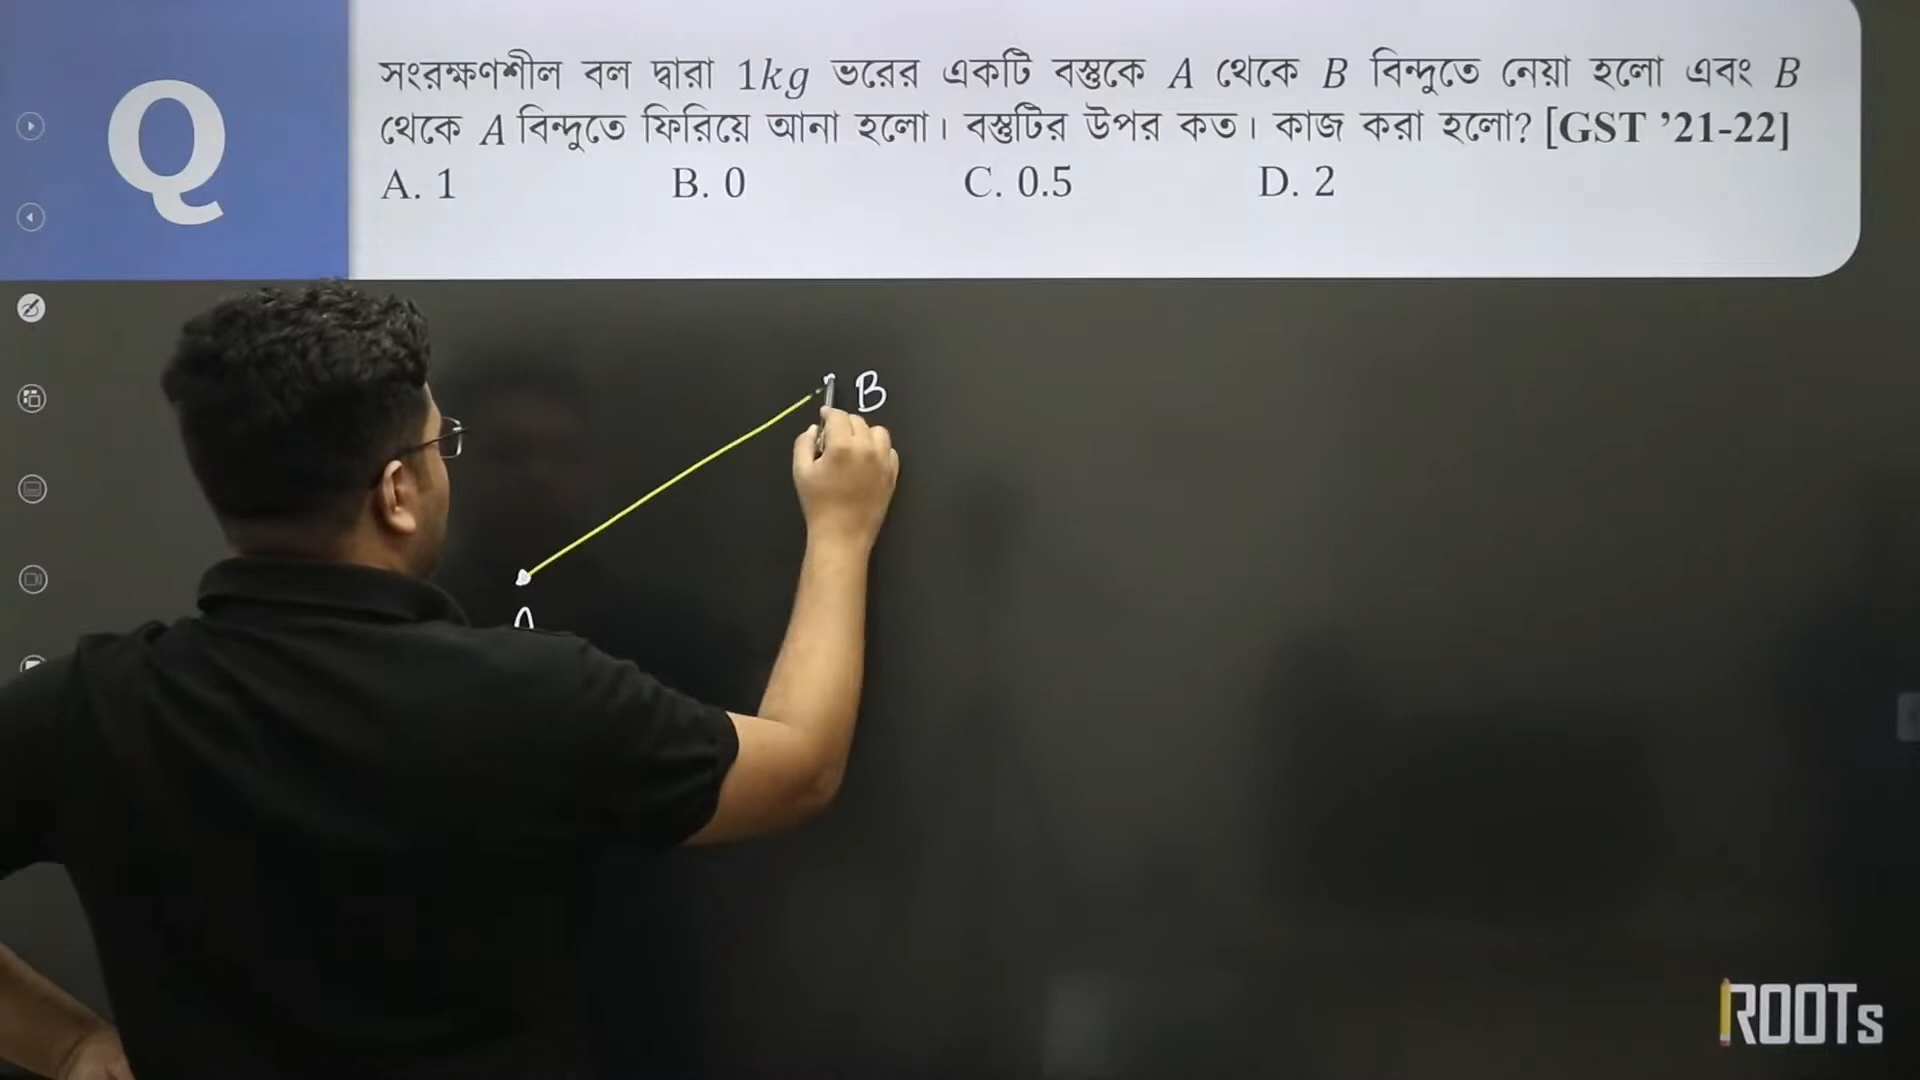 Q
সংরক্ষণশীল বল দ্বারা 1kg ভরের একটি বস্তুকে A থেকে B বিন্দুতে নেয়া হলো এবং B
থেকে A বিন্দুতে ফিরিয়ে আনা হলো। বস্তুটির উপর কত। কাজ করা হলো? [GST ’21-22]
A. 1 B. 0 C. 0.5 D. 2
B
A
ROOTs